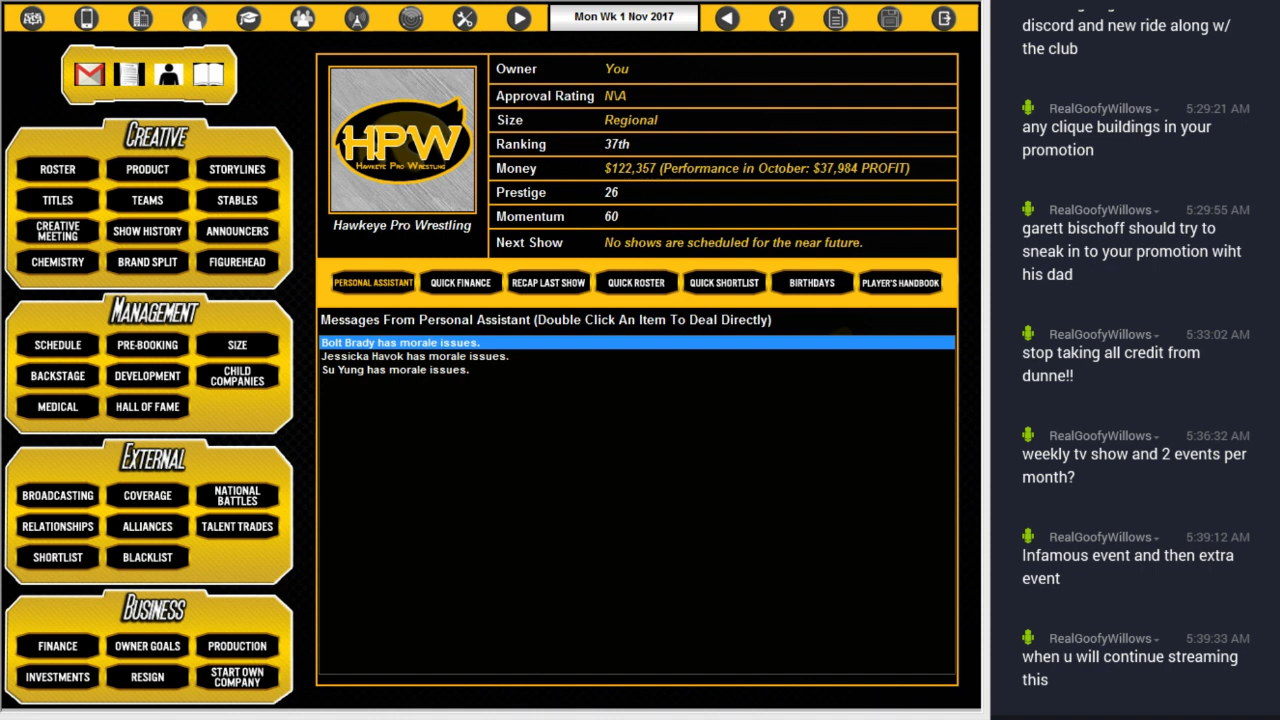 Mon Wk 1 Nov 2017
CREATIVE
ROSTER
PRODUCT
STORYLINES
TITLES
TEAMS
STABLES
CREATIVE
MEETING
SHOW HISTORY
ANNOUNCERS
CHEMISTRY
BRAND SPLIT
FIGUREHEAD
MANAGEMENT
SCHEDULE
PRE-BOOKING
SIZE
BACKSTAGE
DEVELOPMENT
CHILD
COMPANIES
MEDICAL
HALL OF FAME
EXTERNAL
BROADCASTING
COVERAGE
NATIONAL
BATTLES
RELATIONSHIPS
ALLIANCES
TALENT TRADES
SHORTLIST
BLACKLIST
BUSINESS
FINANCE
OWNER GOALS
PRODUCTION
INVESTMENTS
RESIGN
START OWN
COMPANY
HPW
HAWKEYE PRO WRESTLING
Hawkeye Pro Wrestling
Owner You
Approval Rating N\A
Size Regional
Ranking 37th
Money $122,357 (Performance in October: $37,984 PROFIT)
Prestige 26
Momentum 60
Next Show No shows are scheduled for the near future.
PERSONAL ASSISTANT
QUICK FINANCE
RECAP LAST SHOW
QUICK ROSTER
QUICK SHORTLIST
BIRTHDAYS
PLAYER'S HANDBOOK
Messages From Personal Assistant (Double Click An Item To Deal Directly)
Bolt Brady has morale issues.
Jessicka Havok has morale issues.
Su Yung has morale issues.
discord and new ride along w/
the club
RealGoofyWillows 5:29:21 AM
any clique buildings in your
promotion
RealGoofyWillows 5:29:55 AM
garett bischoff should try to
sneak in to your promotion wiht
his dad
RealGoofyWillows 5:33:02 AM
stop taking all credit from
dunne!!
RealGoofyWillows 5:36:32 AM
weekly tv show and 2 events per
month?
RealGoofyWillows 5:39:12 AM
Infamous event and then extra
event
RealGoofyWillows 5:39:33 AM
when u will continue streaming
this